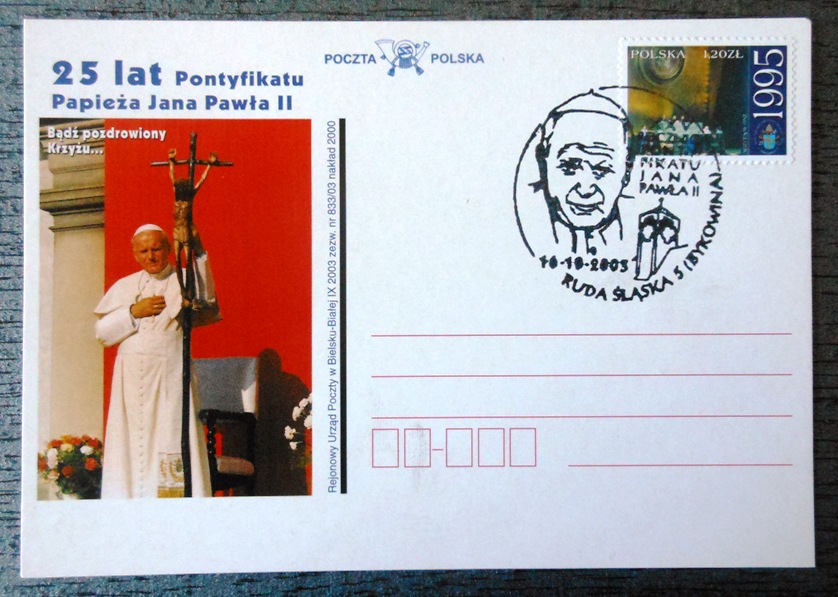 25 lat Pontyfikatu
Papieża Jana Pawła II
Bądź pozdrowiony
Krzyżu...
POCZTA POLSKA
POLSKA 1,20ZŁ
1995
FIKATU
JANA
PAWŁA II
16-10-2003
RUDA ŚLĄSKA 5 (BYKOWINA)
Rejonowy Urząd Poczty w Bielsku-Białej IX 2003 zezw. nr 833/03 nakład 2000